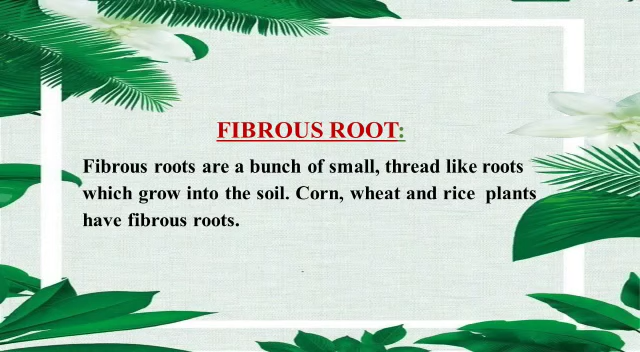 FIBROUS ROOT:
Fibrous roots are a bunch of small, thread like roots
which grow into the soil. Corn, wheat and rice plants
have fibrous roots.